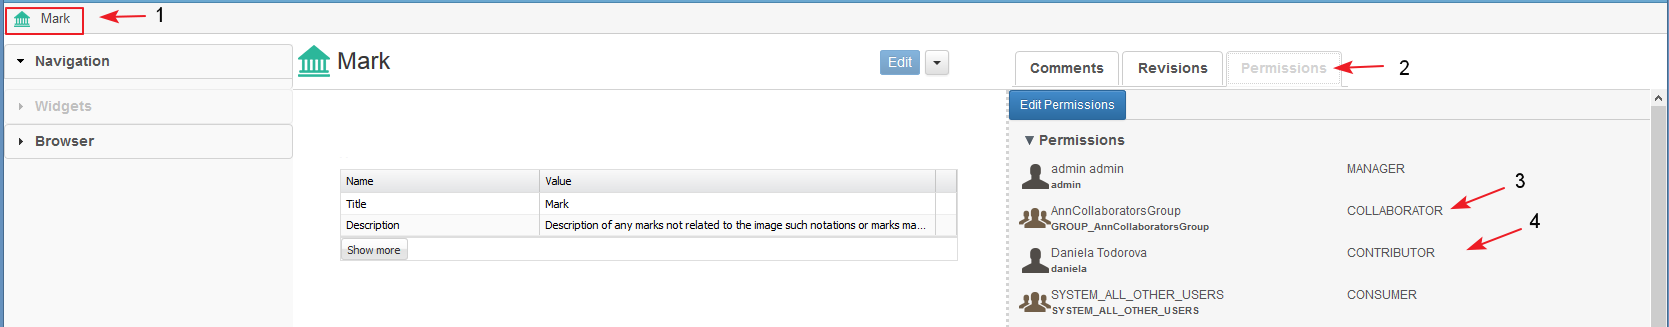 Mark
1
Navigation
Widgets
Browser
Mark
Edit
Comments
Revisions
Permissions
2
Name
Value
Title
Mark
Description
Description of any marks not related to the image such notations or marks ma...
Show more
Edit Permissions
Permissions
admin admin
MANAGER
admin
3
AnnCollaboratorsGroup
COLLABORATOR
GROUP_AnnCollaboratorsGroup
4
Daniela Todorova
CONTRIBUTOR
daniela
SYSTEM_ALL_OTHER_USERS
CONSUMER
SYSTEM_ALL_OTHER_USERS